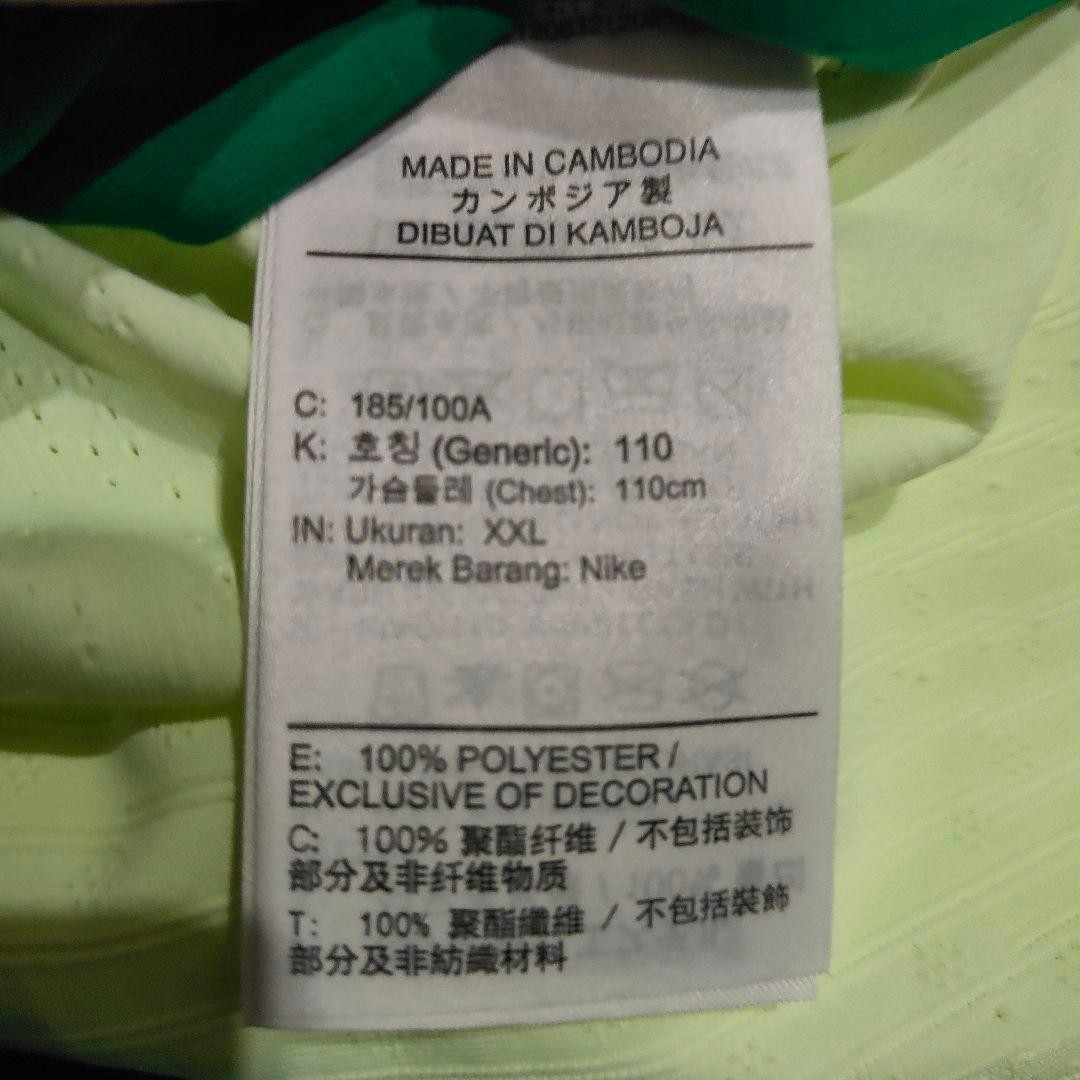 MADE IN CAMBODIA
カンボジア製
DIBUAT DI KAMBOJA
C: 185/100A
K: 호칭 (Generic): 110
가슴둘레 (Chest): 110cm
IN: Ukuran: XXL
Merek Barang: Nike
E: 100% POLYESTER /
EXCLUSIVE OF DECORATION
C: 100% 聚酯纤维 / 不包括装饰
部分及非纤维物质
T: 100% 聚酯纖維 / 不包括裝飾
部分及非紡織材料